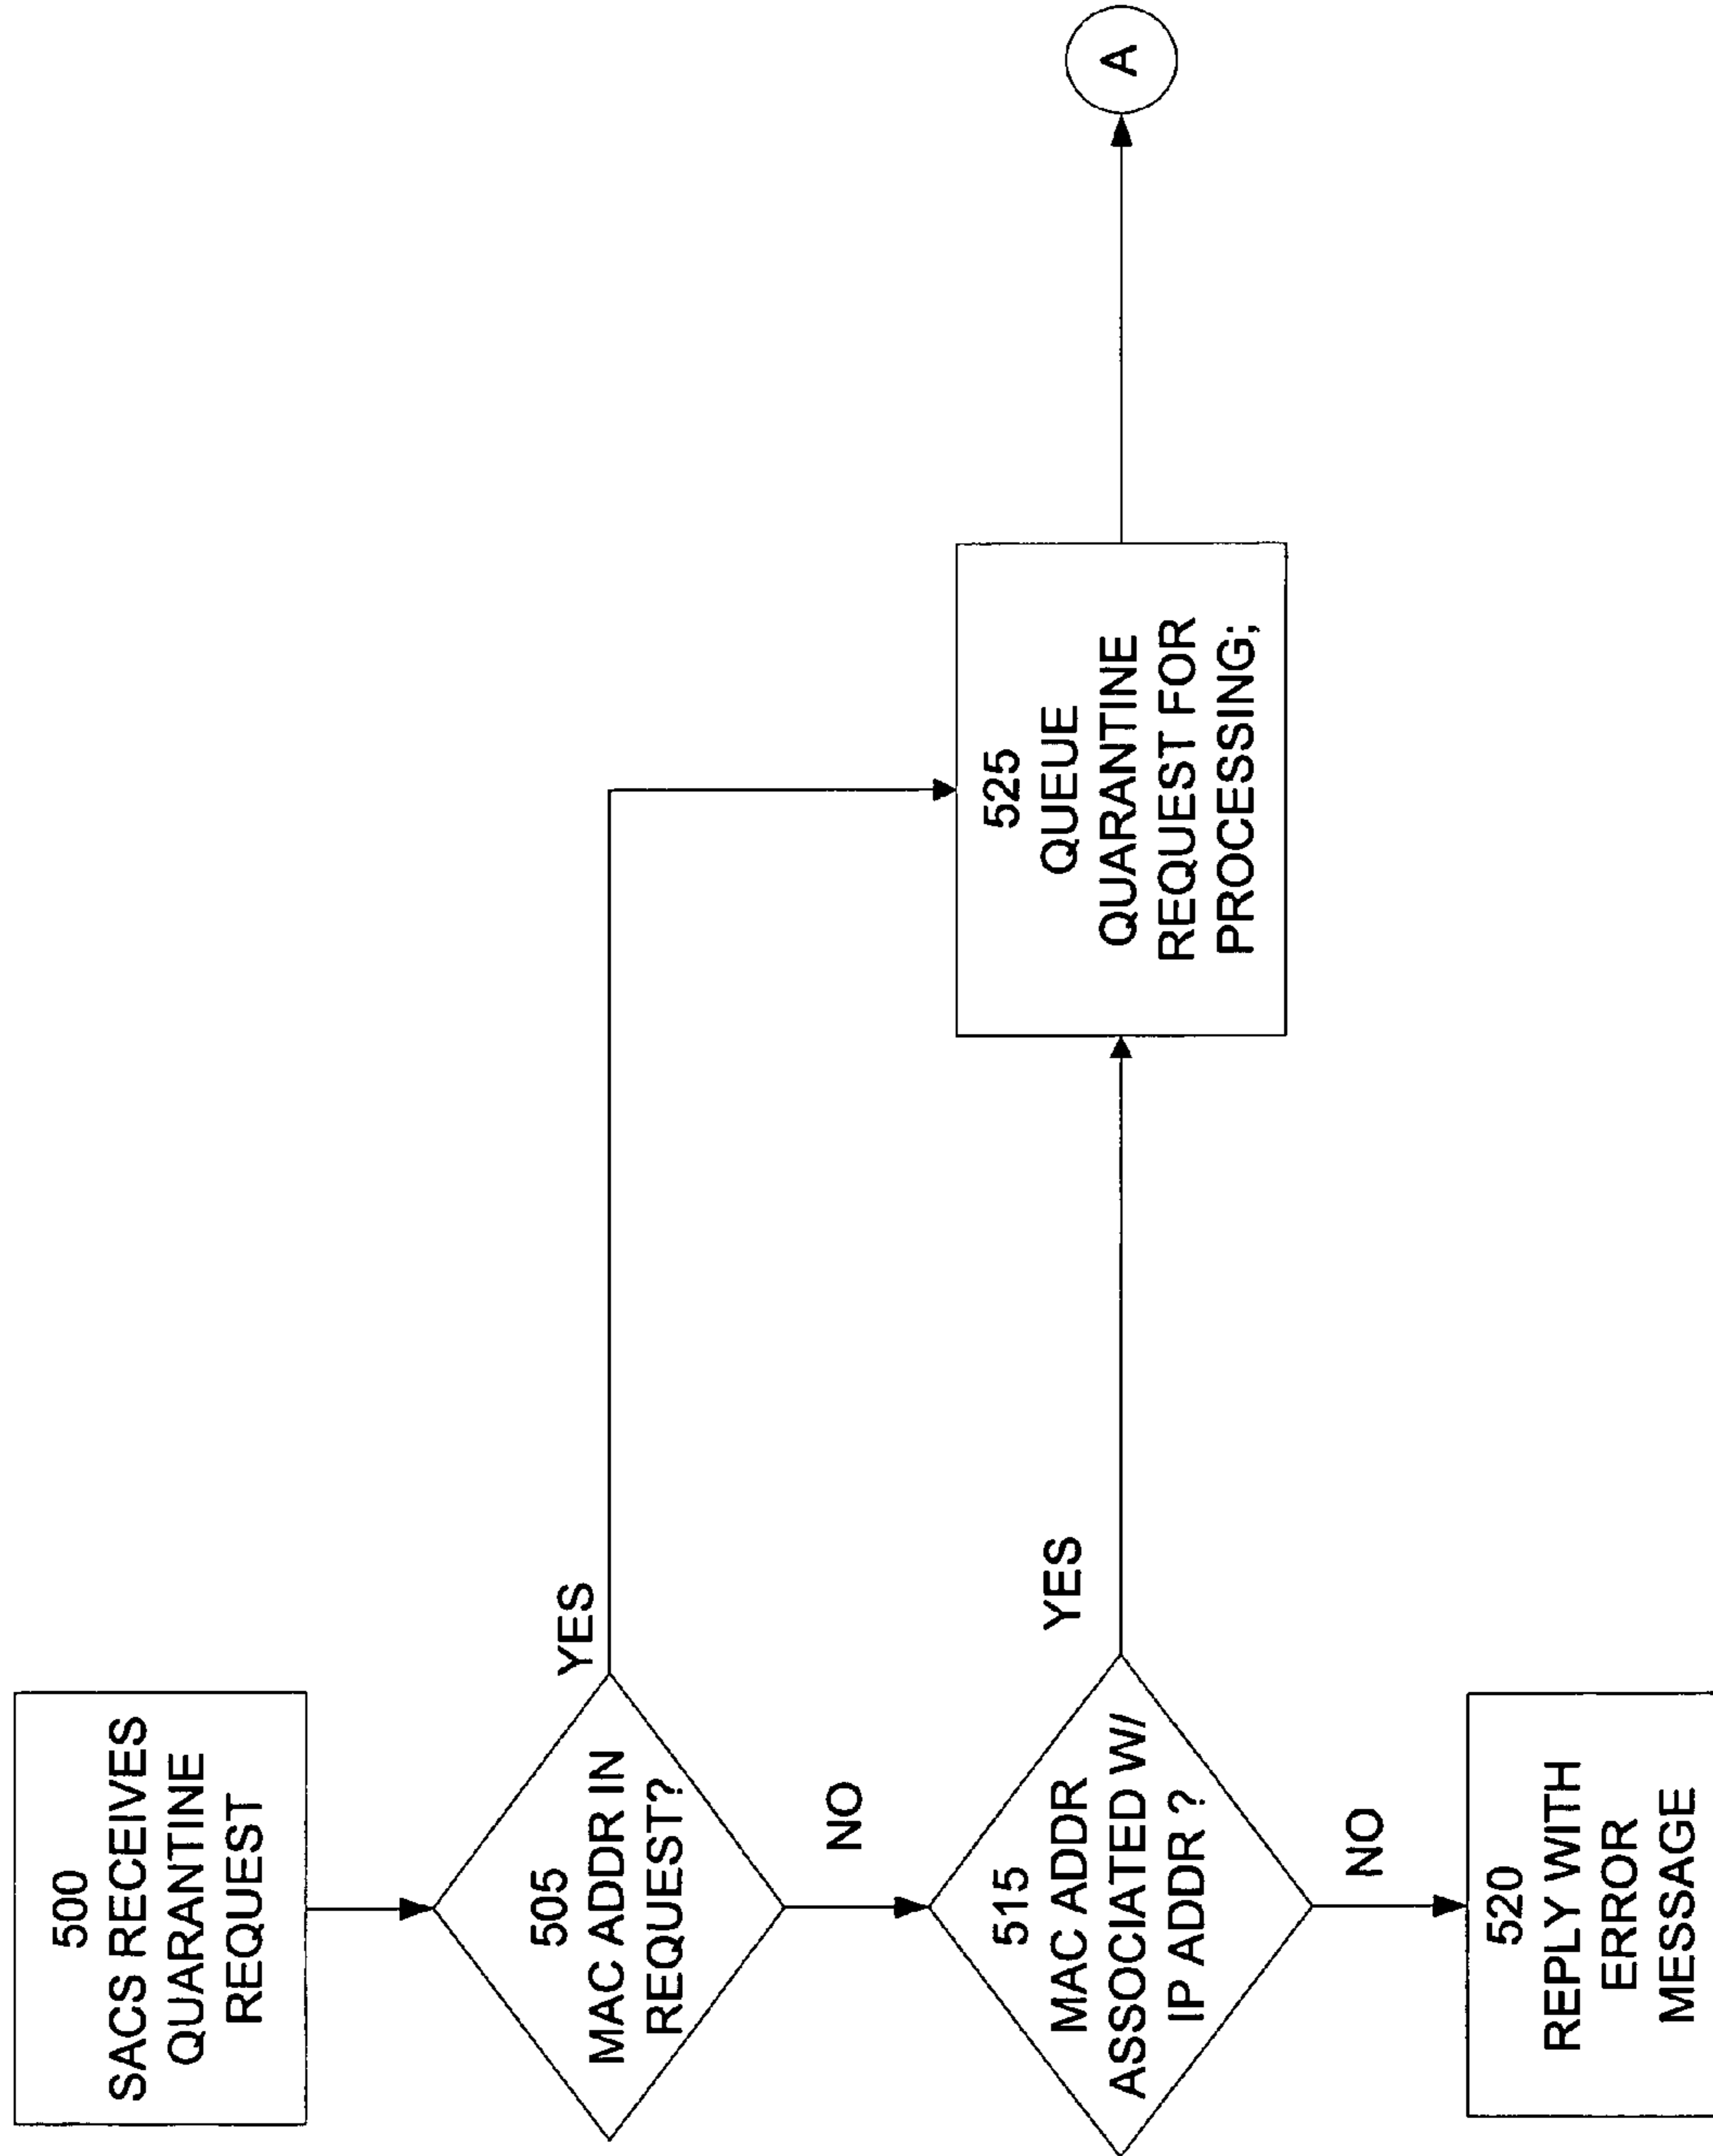 500
SACS RECEIVES
QUARANTINE
REQUEST
505
MAC ADDR IN
REQUEST?
YES
NO
515
MAC ADDR
ASSOCIATED W/
IP ADDR ?
YES
NO
520
REPLY WITH
ERROR
MESSAGE
525
QUEUE
QUARANTINE
REQUEST FOR
PROCESSING;
A